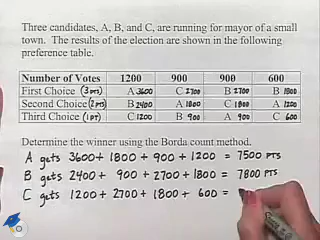 Three candidates, A, B, and C, are running for mayor of a small
town. The results of the election are shown in the following
preference table.
Number of Votes 1200 900 900 600
First Choice (3 PTS) A 3600 C 2700 B 2700 B 1800
Second Choice (2 PTS) B 2400 A 1800 C 1800 A 1200
Third Choice (1 PT) C 1200 B 900 A 900 C 600
Determine the winner using the Borda count method.
A gets 3600 + 1800 + 900 + 1200 = 7500 PTS
B gets 2400 + 900 + 2700 + 1800 = 7800 PTS
C gets 1200 + 2700 + 1800 + 600 =